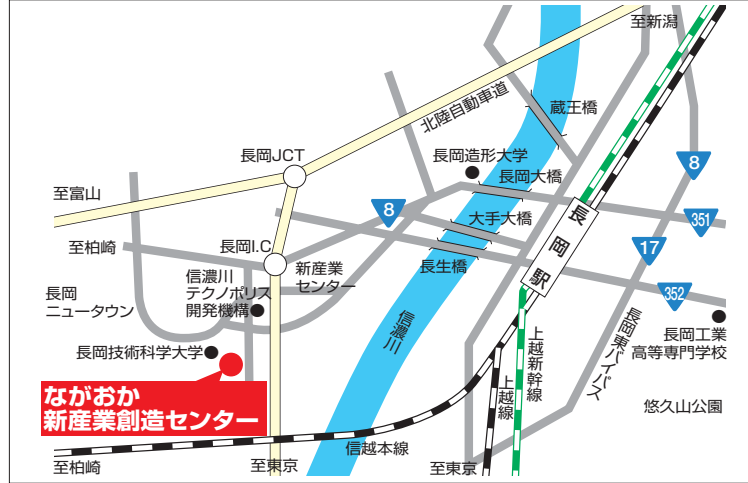 至新潟
北陸自動車道
蔵王橋
長岡JCT
長岡造形大学
長岡大橋
8
至富山
8
大手大橋
351
至柏崎
長岡I.C
長生橋
長岡駅
17
信濃川
テクノポリス
開発機構
新産業
センター
352
長岡
ニュータウン
信濃川
長岡東バイパス
長岡工業
高等専門学校
長岡技術科学大学
上越新幹線
上越線
ながおか
新産業創造センター
悠久山公園
信越本線
至柏崎
至東京
至東京